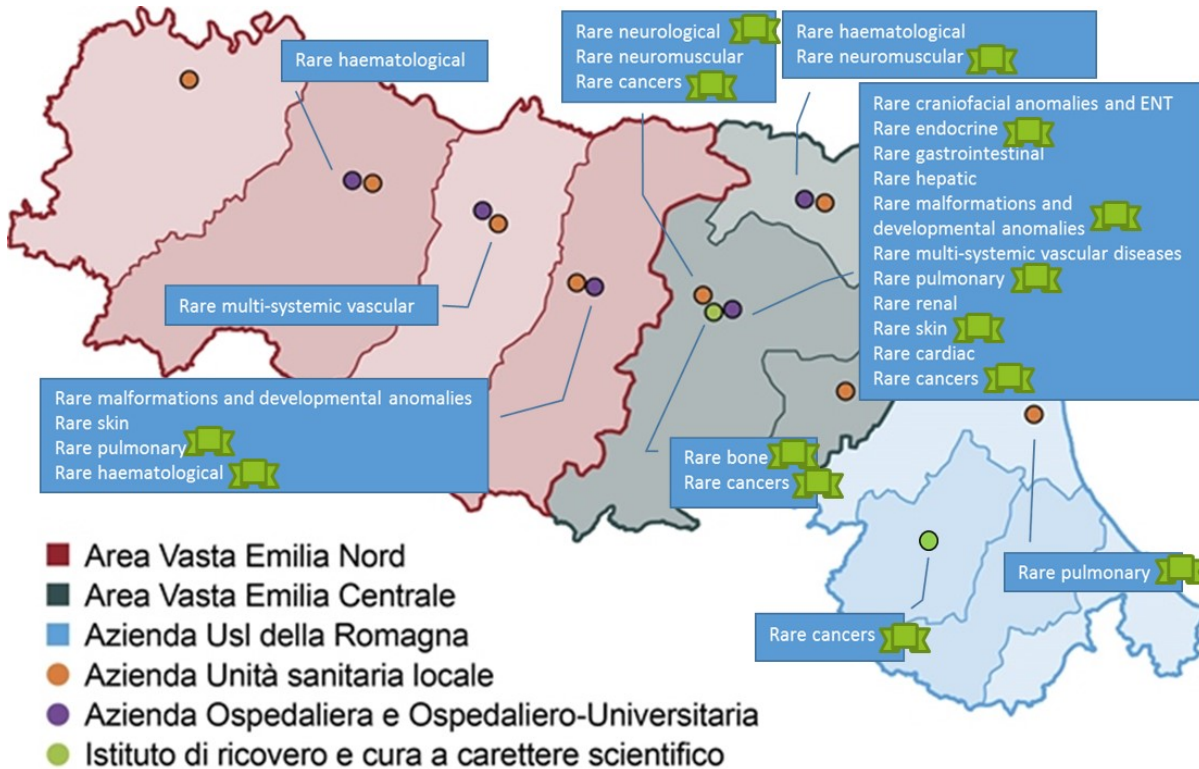 Rare haematological
Rare neurological
Rare neuromuscular
Rare cancers
Rare haematological
Rare neuromuscular
Rare craniofacial anomalies and ENT
Rare endocrine
Rare gastrointestinal
Rare hepatic
Rare malformations and
developmental anomalies
Rare multi-systemic vascular diseases
Rare pulmonary
Rare renal
Rare skin
Rare cardiac
Rare cancers
Rare multi-systemic vascular
Rare malformations and developmental anomalies
Rare skin
Rare pulmonary
Rare haematological
Rare bone
Rare cancers
Rare pulmonary
Rare cancers
Area Vasta Emilia Nord
Area Vasta Emilia Centrale
Azienda Usl della Romagna
Azienda Unità sanitaria locale
Azienda Ospedaliera e Ospedaliero-Universitaria
Istituto di ricovero e cura a carettere scientifico